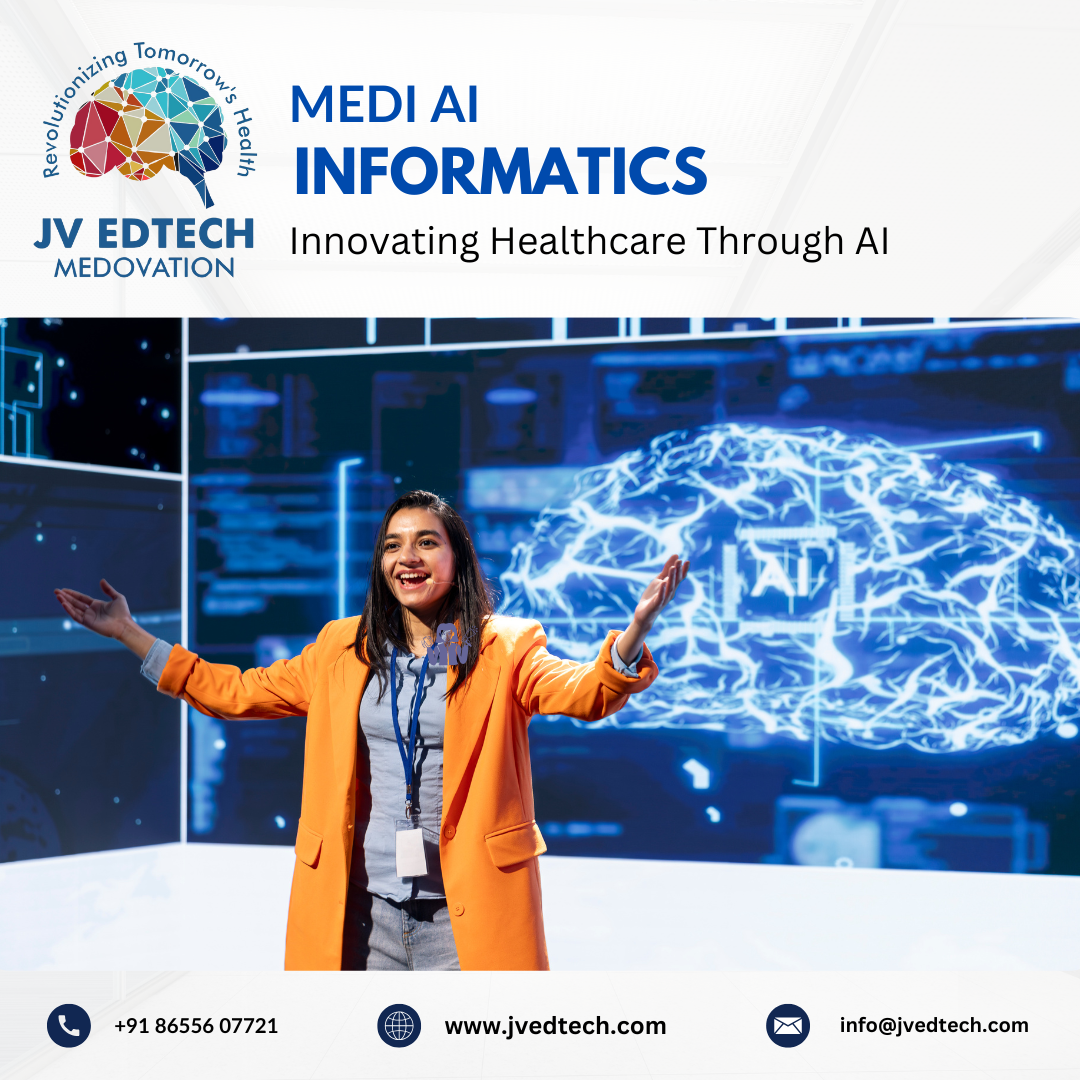 Revolutionizing Tomorrow's Health
JV EDTECH
MEDOVATION
MEDI AI
INFORMATICS
Innovating Healthcare Through AI
AI
+91 86556 07721
www.jvedtech.com
info@jvedtech.com